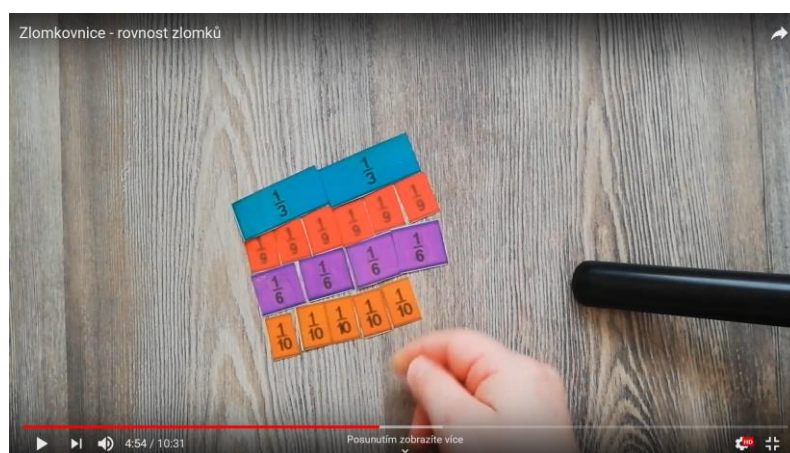 Zlomkovnice - rovnost zlomků
1/3 1/3
1/9 1/9 1/9 1/9 1/9 1/9
1/6 1/6 1/6 1/6
1/10 1/10 1/10 1/10 1/10
4:54 / 10:31
Posunutím zobrazíte více
HD